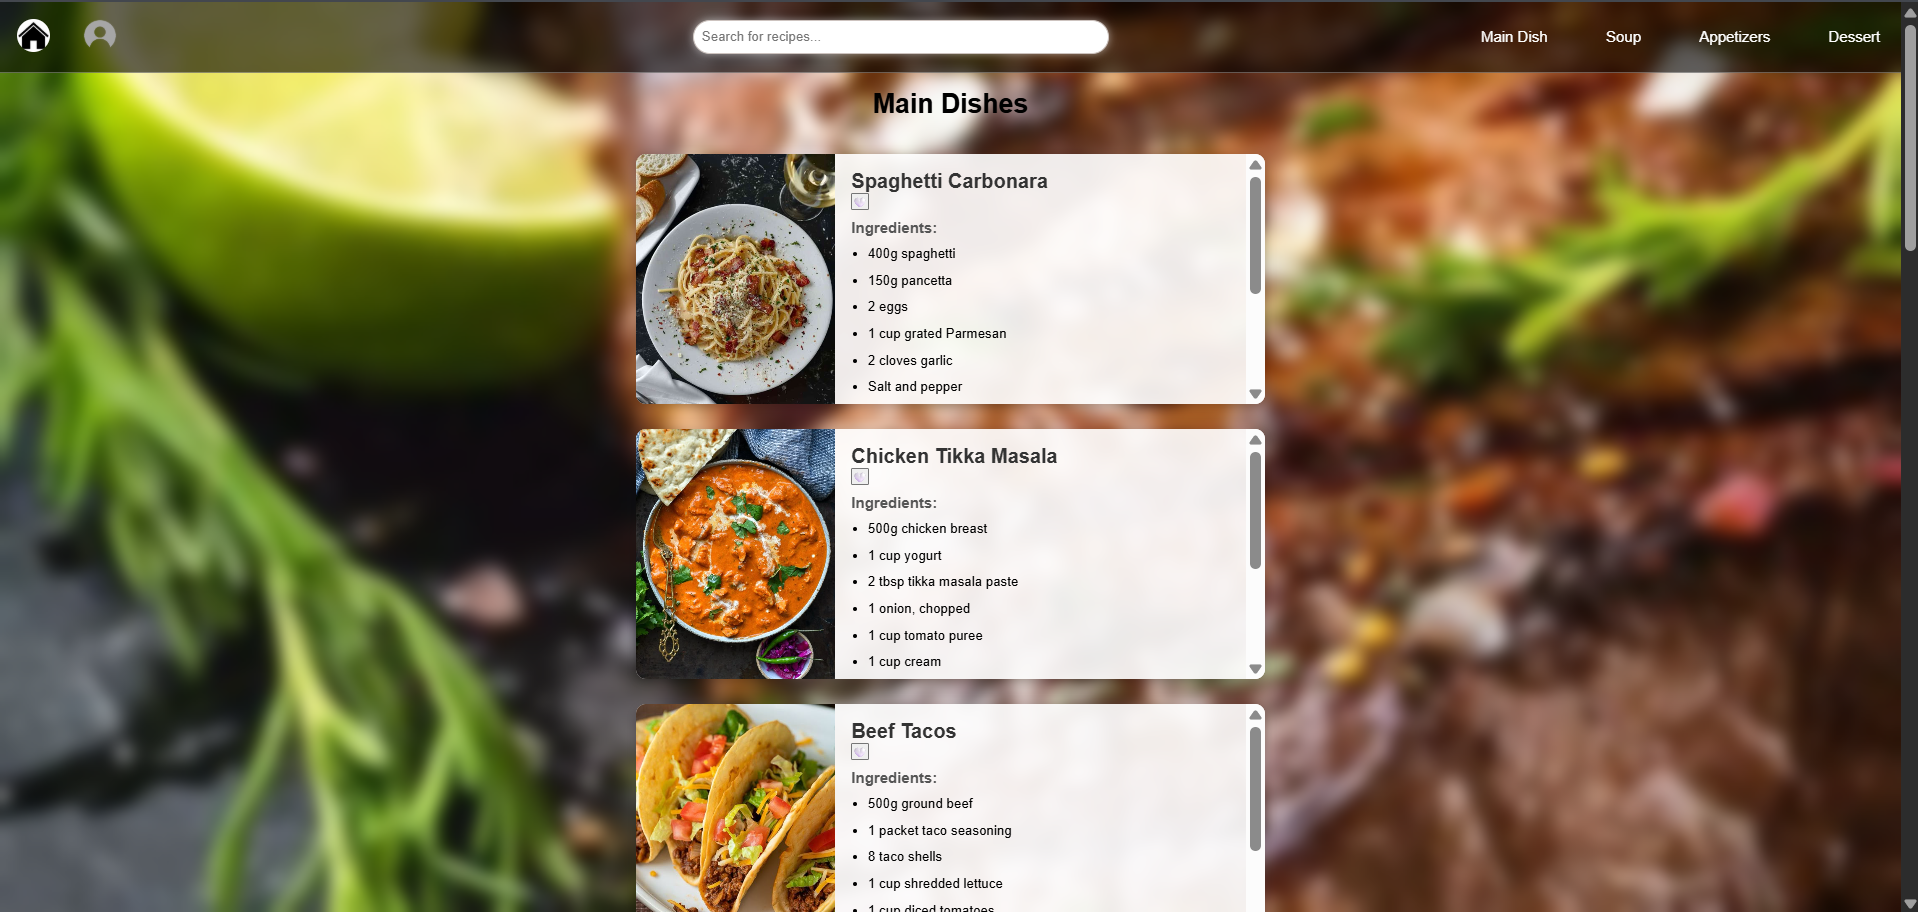 Search for recipes...
Main Dish
Soup
Appetizers
Dessert
Main Dishes
Spaghetti Carbonara
Ingredients:
400g spaghetti
150g pancetta
2 eggs
1 cup grated Parmesan
2 cloves garlic
Salt and pepper
Chicken Tikka Masala
Ingredients:
500g chicken breast
1 cup yogurt
2 tbsp tikka masala paste
1 onion, chopped
1 cup tomato puree
1 cup cream
Beef Tacos
Ingredients:
500g ground beef
1 packet taco seasoning
8 taco shells
1 cup shredded lettuce
1 cup diced tomatoes